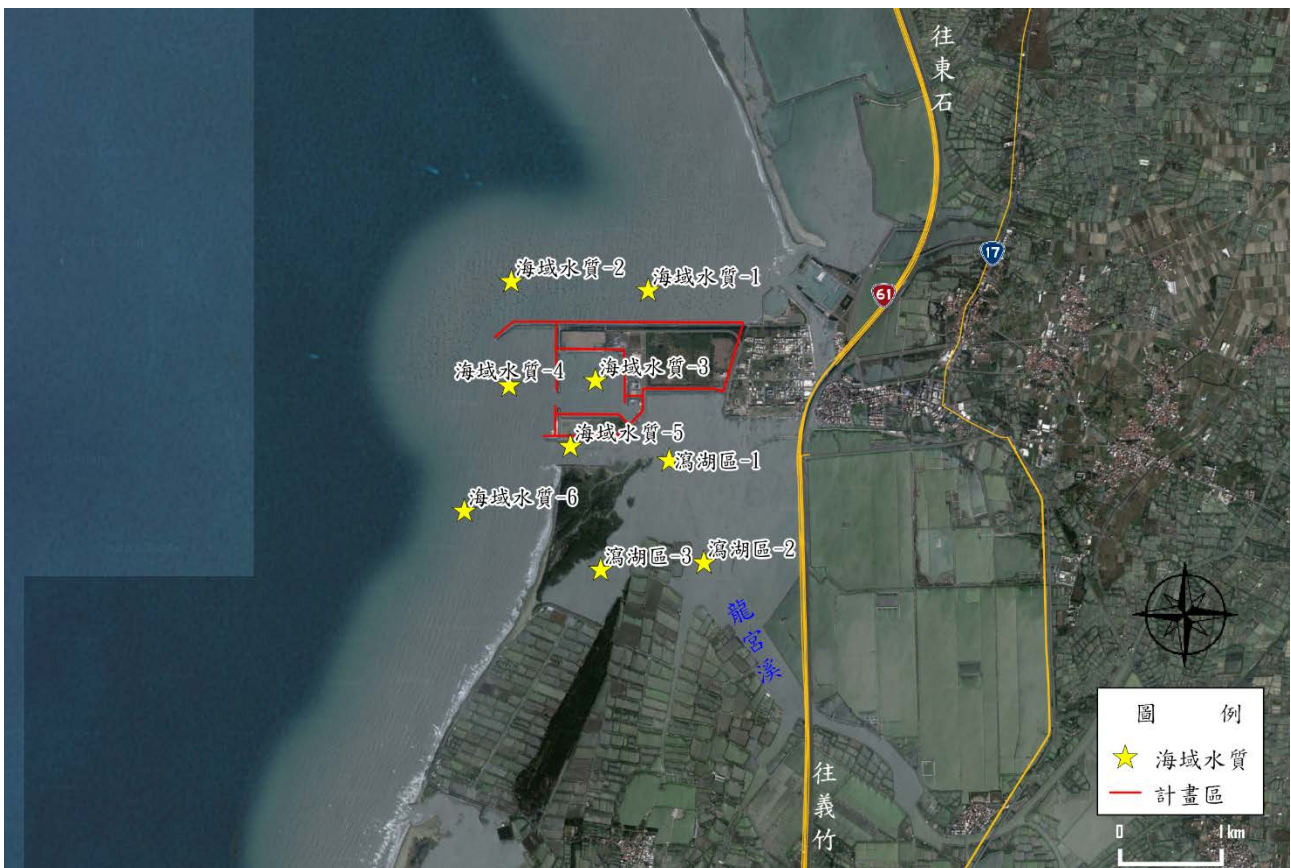 往東石
17
61
海域水質-2
海域水質-1
海域水質-4
海域水質-3
海域水質-5
瀉湖區-1
海域水質-6
瀉湖區-3
瀉湖區-2
龍宮溪
往義竹
圖 例
海域水質
計畫區
0 1 km